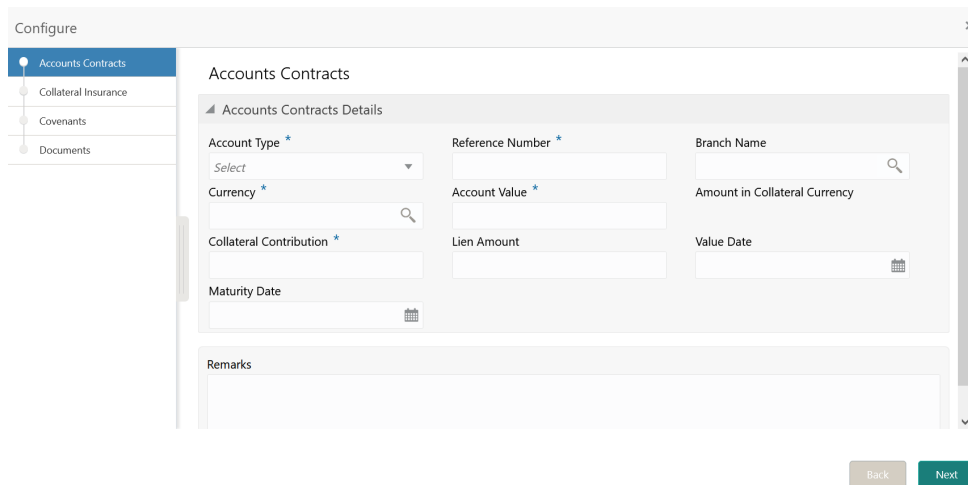 Configure
Accounts Contracts
Collateral Insurance
Covenants
Documents
Accounts Contracts
Accounts Contracts Details
Account Type *
Reference Number *
Branch Name
Select
Currency *
Account Value *
Amount in Collateral Currency
Collateral Contribution *
Lien Amount
Value Date
Maturity Date
Remarks
Back
Next